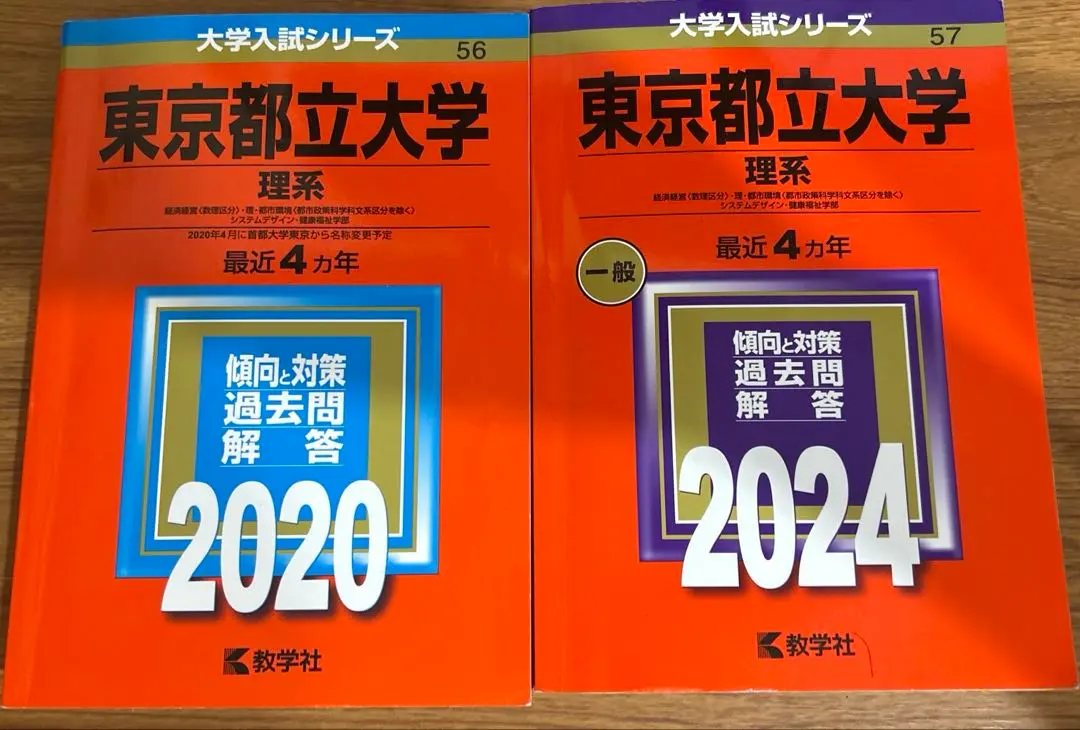 大学入試シリーズ
56
東京都立大学
理系
経済経営〈数理区分〉・理・都市環境〈都市政策科学科文系区分を除く〉
システムデザイン・健康福祉学部
2020年4月に首都大学東京から名称変更予定
最近4カ年
傾向と対策
過去問
解答
2020
教学社
大学入試シリーズ
57
東京都立大学
理系
経済経営〈数理区分〉・理・都市環境〈都市政策科学科文系区分を除く〉
システムデザイン・健康福祉学部
最近4カ年
一般
傾向と対策
過去問
解答
2024
教学社